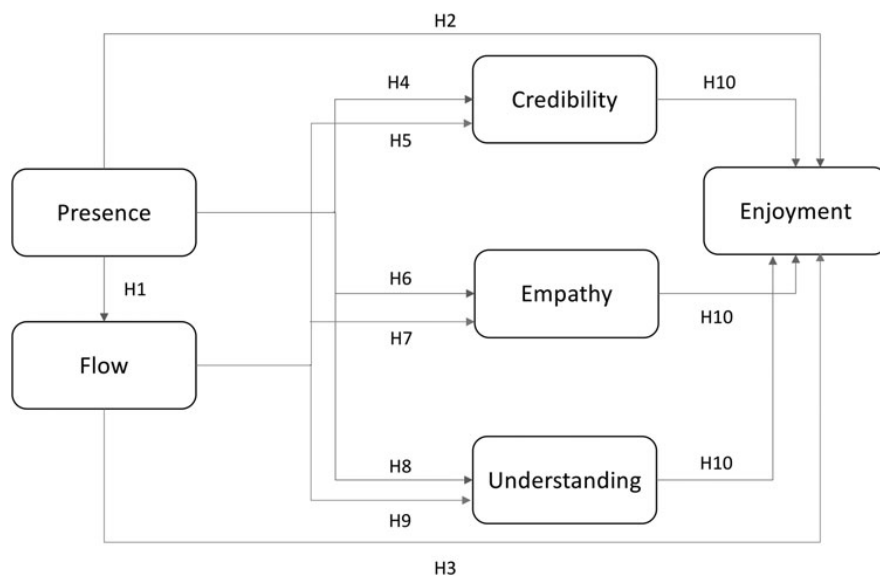 H2
H4
Credibility
H10
H5
Presence
Enjoyment
H1
H6
Empathy
H10
H7
Flow
H8
Understanding
H10
H9
H3